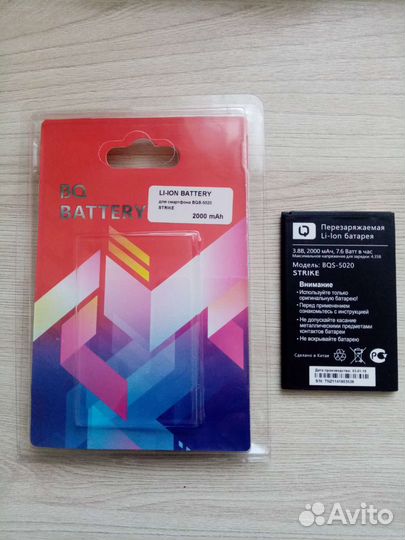 BQ
BATTERY
LI-ION BATTERY
для смартфона BQS-5020
STRIKE
2000 mAh
Перезаряжаемая
Li-Ion батарея
3.8В, 2000 мАч, 7.6 Ватт в час
Максимальное напряжение для зарядки: 4.35В
Модель: BQS-5020
STRIKE
Внимание
• Используйте только
оригинальную батарею!
• Перед применением
ознакомьтесь с инструкцией
• Не допускайте касание
металлическими предметами
контактов батареи
• Не вскрывайте батарею!
Сделано в Китае
Дата производства:
S/N:
Avito